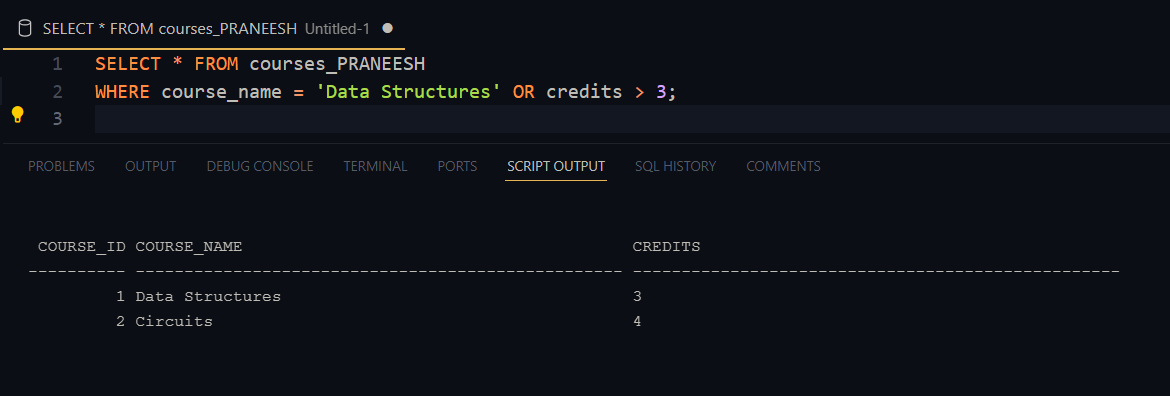 SELECT * FROM courses_PRANEESH Untitled-1
1 SELECT * FROM courses_PRANEESH
2 WHERE course_name = 'Data Structures' OR credits > 3;
3
PROBLEMS OUTPUT DEBUG CONSOLE TERMINAL PORTS SCRIPT OUTPUT SQL HISTORY COMMENTS
COURSE_ID COURSE_NAME CREDITS
---------- -------------------------------------------------- --------------------------------------------------
1 Data Structures 3
2 Circuits 4